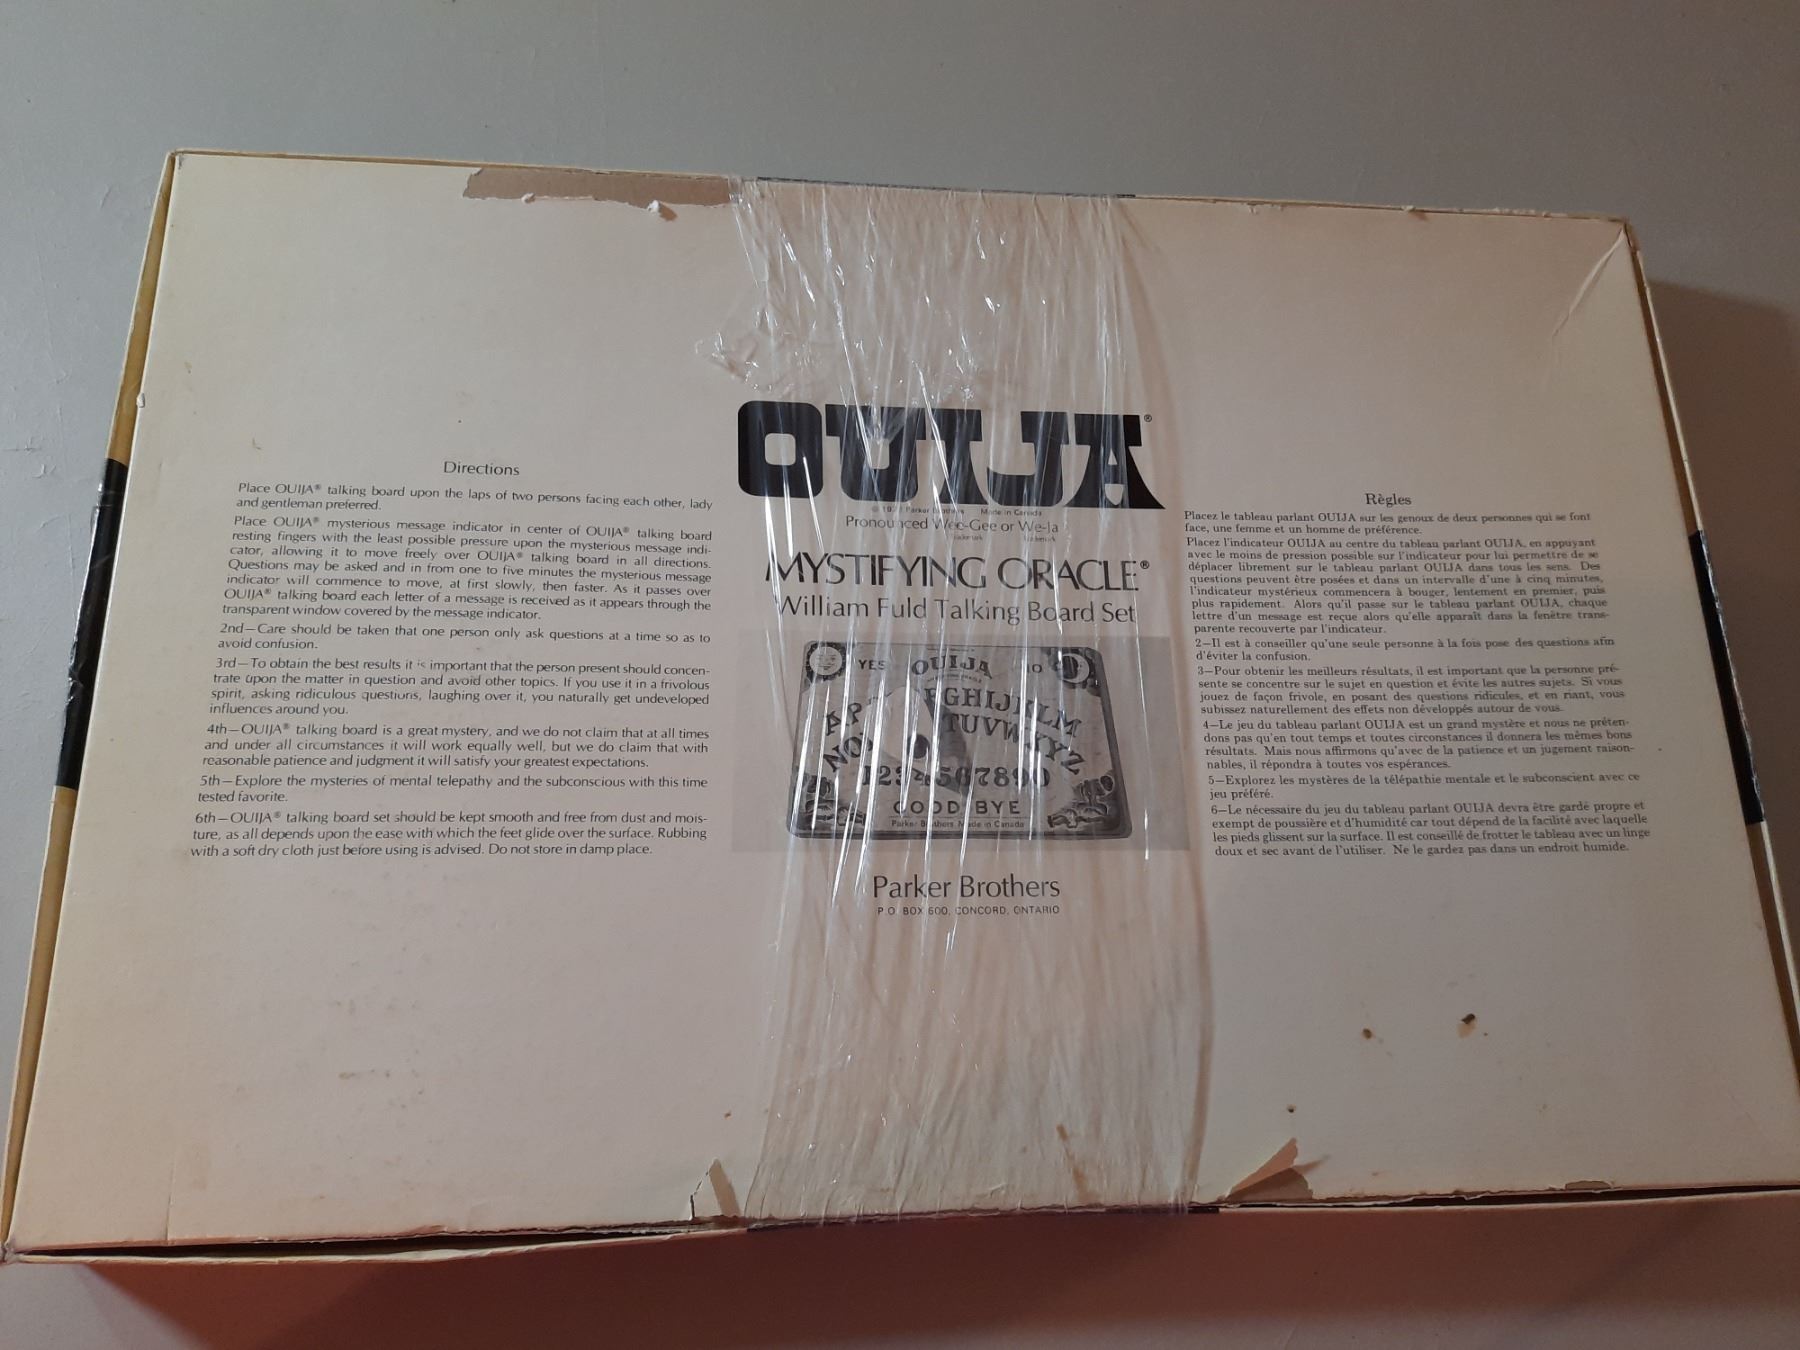 Directions
Place OUIJA® talking board upon the laps of two persons facing each other, lady
and gentleman preferred.
Place OUIJA® mysterious message indicator in center of OUIJA® talking board
resting fingers with the least possible pressure upon the mysterious message indi-
cator, allowing it to move freely over OUIJA® talking board in all directions.
Questions may be asked and in from one to five minutes the mysterious message
indicator will commence to move, at first slowly, then faster. As it passes over
OUIJA® talking board each letter of a message is received as it appears through the
transparent window covered by the message indicator.
2nd—Care should be taken that one person only ask questions at a time so as to
avoid confusion.
3rd—To obtain the best results it is important that the person present should concen-
trate upon the matter in question and avoid other topics. If you use it in a frivolous
spirit, asking ridiculous questions, laughing over it, you naturally get undeveloped
influences around you.
4th—OUIJA® talking board is a great mystery, and we do not claim that at all times
and under all circumstances it will work equally well, but we do claim that with
reasonable patience and judgment it will satisfy your greatest expectations.
5th—Explore the mysteries of mental telepathy and the subconscious with this time
tested favorite.
6th—OUIJA® talking board set should be kept smooth and free from dust and mois-
ture, as all depends upon the ease with which the feet glide over the surface. Rubbing
with a soft dry cloth just before using is advised. Do not store in damp place.
OUIJA®
© Parker Brothers Made in Canada
Pronounced Wee-Gee or We-Ja
Trademark Trademark
MYSTIFYING ORACLE®
William Fuld Talking Board Set
YES OUIJA NO
FGHIJKLM
NO TUVWXYZ
1234567890
GOOD BYE
Parker Brothers Made in Canada
Parker Brothers
P.O. BOX 600, CONCORD, ONTARIO
Règles
Placez le tableau parlant OUIJA sur les genoux de deux personnes qui se font
face, une femme et un homme de préférence.
Placez l'indicateur OUIJA au centre du tableau parlant OUIJA, en appuyant
avec le moins de pression possible sur l'indicateur pour lui permettre de se
déplacer librement sur le tableau parlant OUIJA dans tous les sens. Des
questions peuvent être posées et dans un intervalle d'une à cinq minutes,
l'indicateur mystérieux commencera à bouger, lentement en premier, puis
plus rapidement. Alors qu'il passe sur le tableau parlant OUIJA, chaque
lettre d'un message est reçue alors qu'elle apparaît dans la fenêtre trans-
parente recouverte par l'indicateur.
2—Il est à conseiller qu'une seule personne à la fois pose des questions afin
d'éviter la confusion.
3—Pour obtenir les meilleurs résultats, il est important que la personne pré-
sente se concentre sur le sujet en question et évite les autres sujets. Si vous
jouez de façon frivole, en posant des questions ridicules, et en riant, vous
subissez naturellement des effets non développés autour de vous.
4—Le jeu du tableau parlant OUIJA est un grand mystère et nous ne préten-
dons pas qu'en tout temps et toutes circonstances il donnera les mêmes bons
résultats. Mais nous affirmons qu'avec de la patience et un jugement raison-
nables, il répondra à toutes vos espérances.
5—Explorez les mystères de la télépathie mentale et le subconscient avec ce
jeu préféré.
6—Le nécessaire du jeu du tableau parlant OUIJA devra être gardé propre et
exempt de poussière et d'humidité car tout dépend de la facilité avec laquelle
les pieds glissent sur la surface. Il est conseillé de frotter le tableau avec un linge
doux et sec avant de l'utiliser. Ne le gardez pas dans un endroit humide.